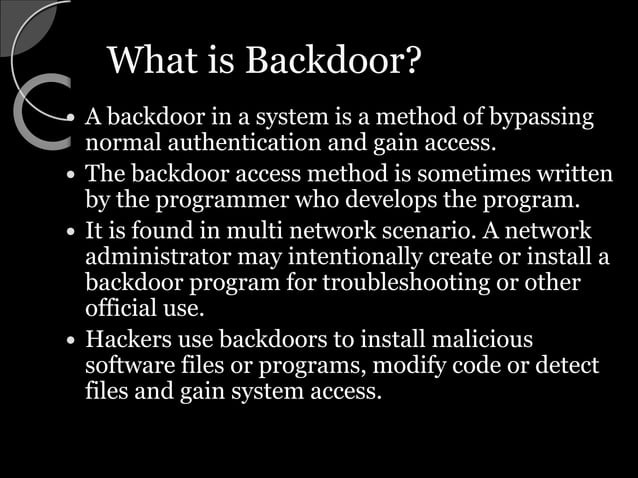 What is Backdoor?
• A backdoor in a system is a method of bypassing
normal authentication and gain access.
• The backdoor access method is sometimes written
by the programmer who develops the program.
• It is found in multi network scenario. A network
administrator may intentionally create or install a
backdoor program for troubleshooting or other
official use.
• Hackers use backdoors to install malicious
software files or programs, modify code or detect
files and gain system access.